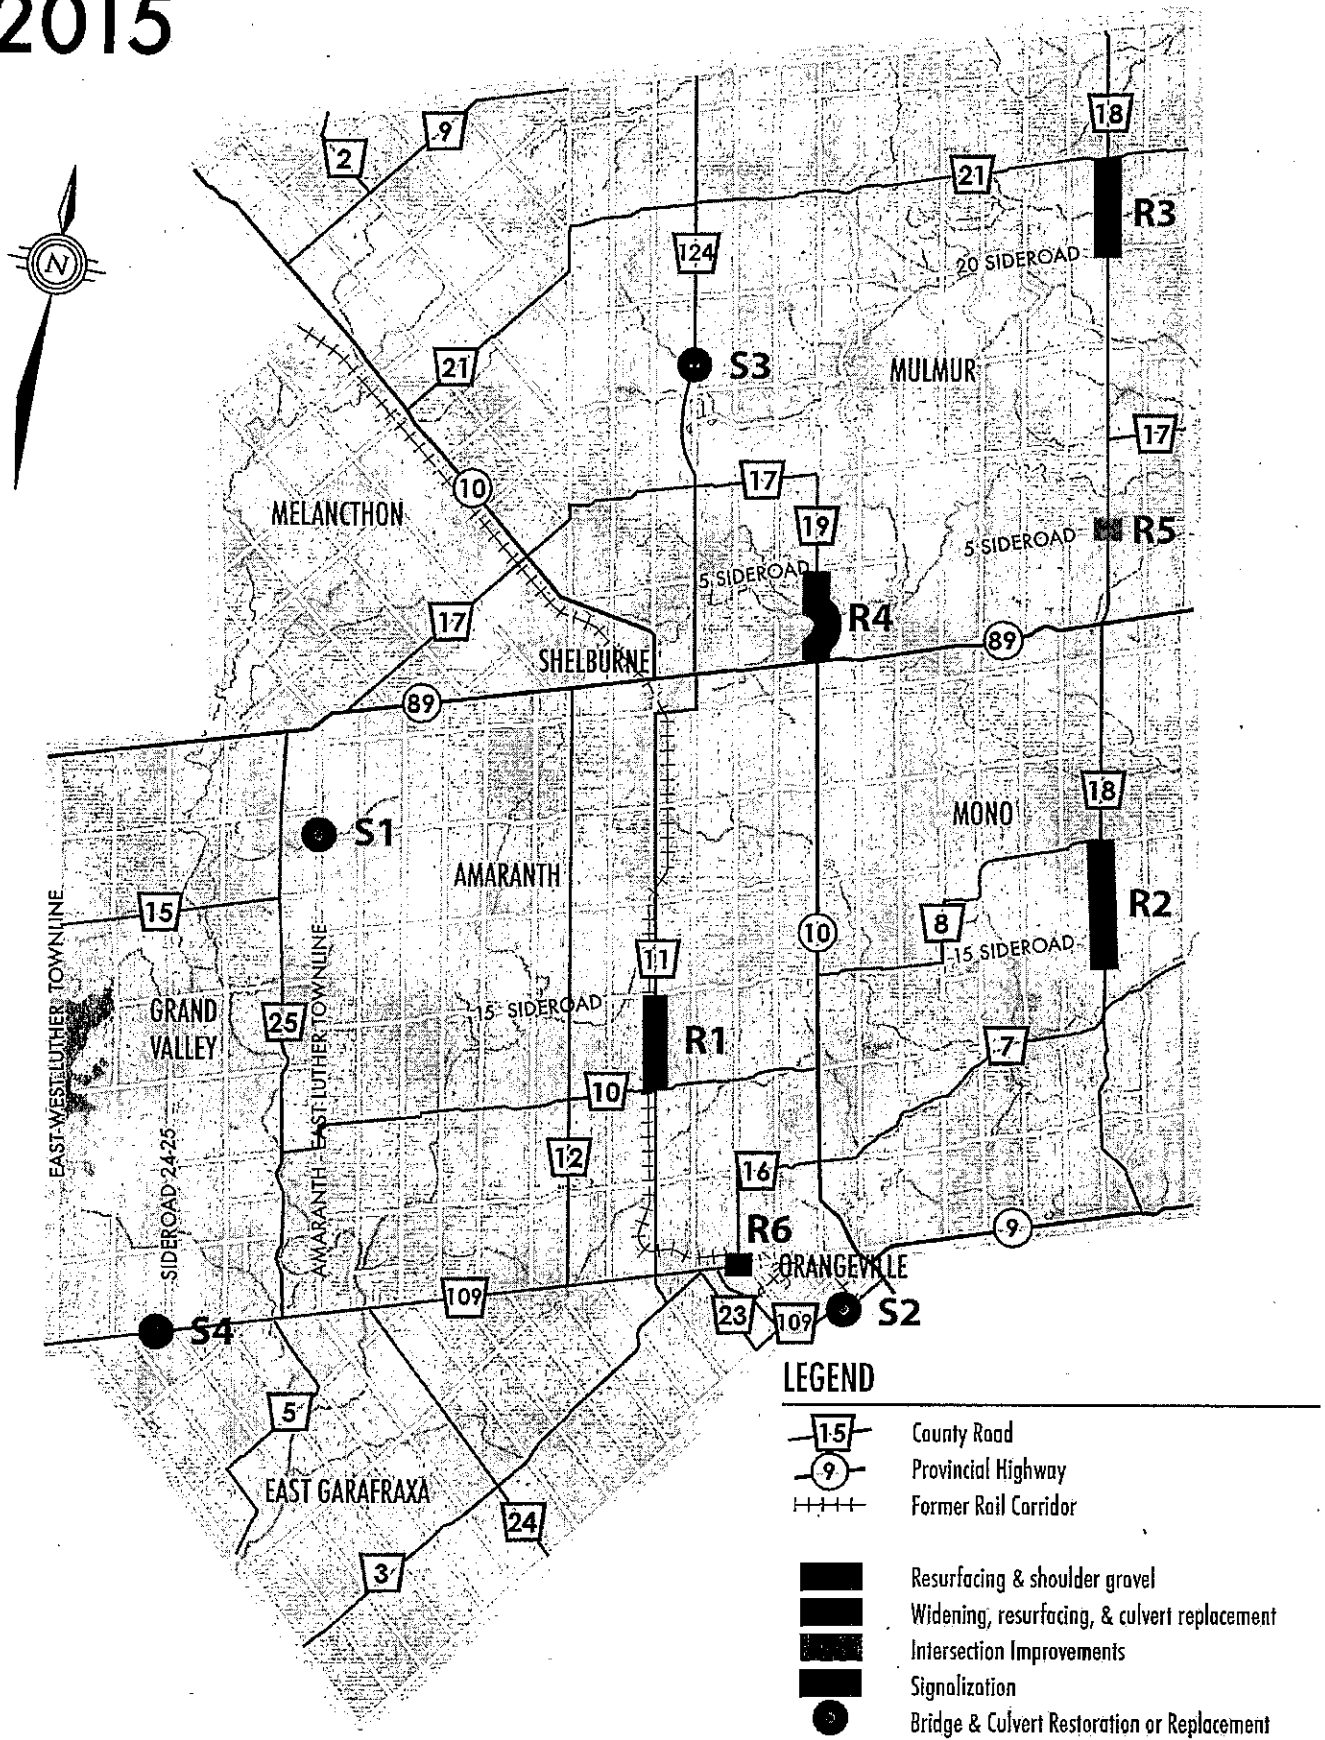 2015
18
9
2
21
R3
124
20 SIDEROAD
S3
MULMUR
21
17
10
17
MELANCTHON
19
5 SIDEROAD
R5
5 SIDEROAD
17
R4
89
SHELBURNE
89
18
MONO
S1
AMARANTH
R2
15
8
10
15 SIDEROAD
11
EAST-WEST LUTHER TOWNLINE
AMARANTH EAST LUTHER TOWNLINE
GRAND
VALLEY
25
15 SIDEROAD
R1
7
10
12
16
SIDEROAD 24-25
R6
9
ORANGEVILLE
109
S2
23
109
S4
5
EAST GARAFRAXA
24
3
LEGEND
15 County Road
9 Provincial Highway
Former Rail Corridor
Resurfacing & shoulder gravel
Widening, resurfacing, & culvert replacement
Intersection Improvements
Signalization
Bridge & Culvert Restoration or Replacement
N